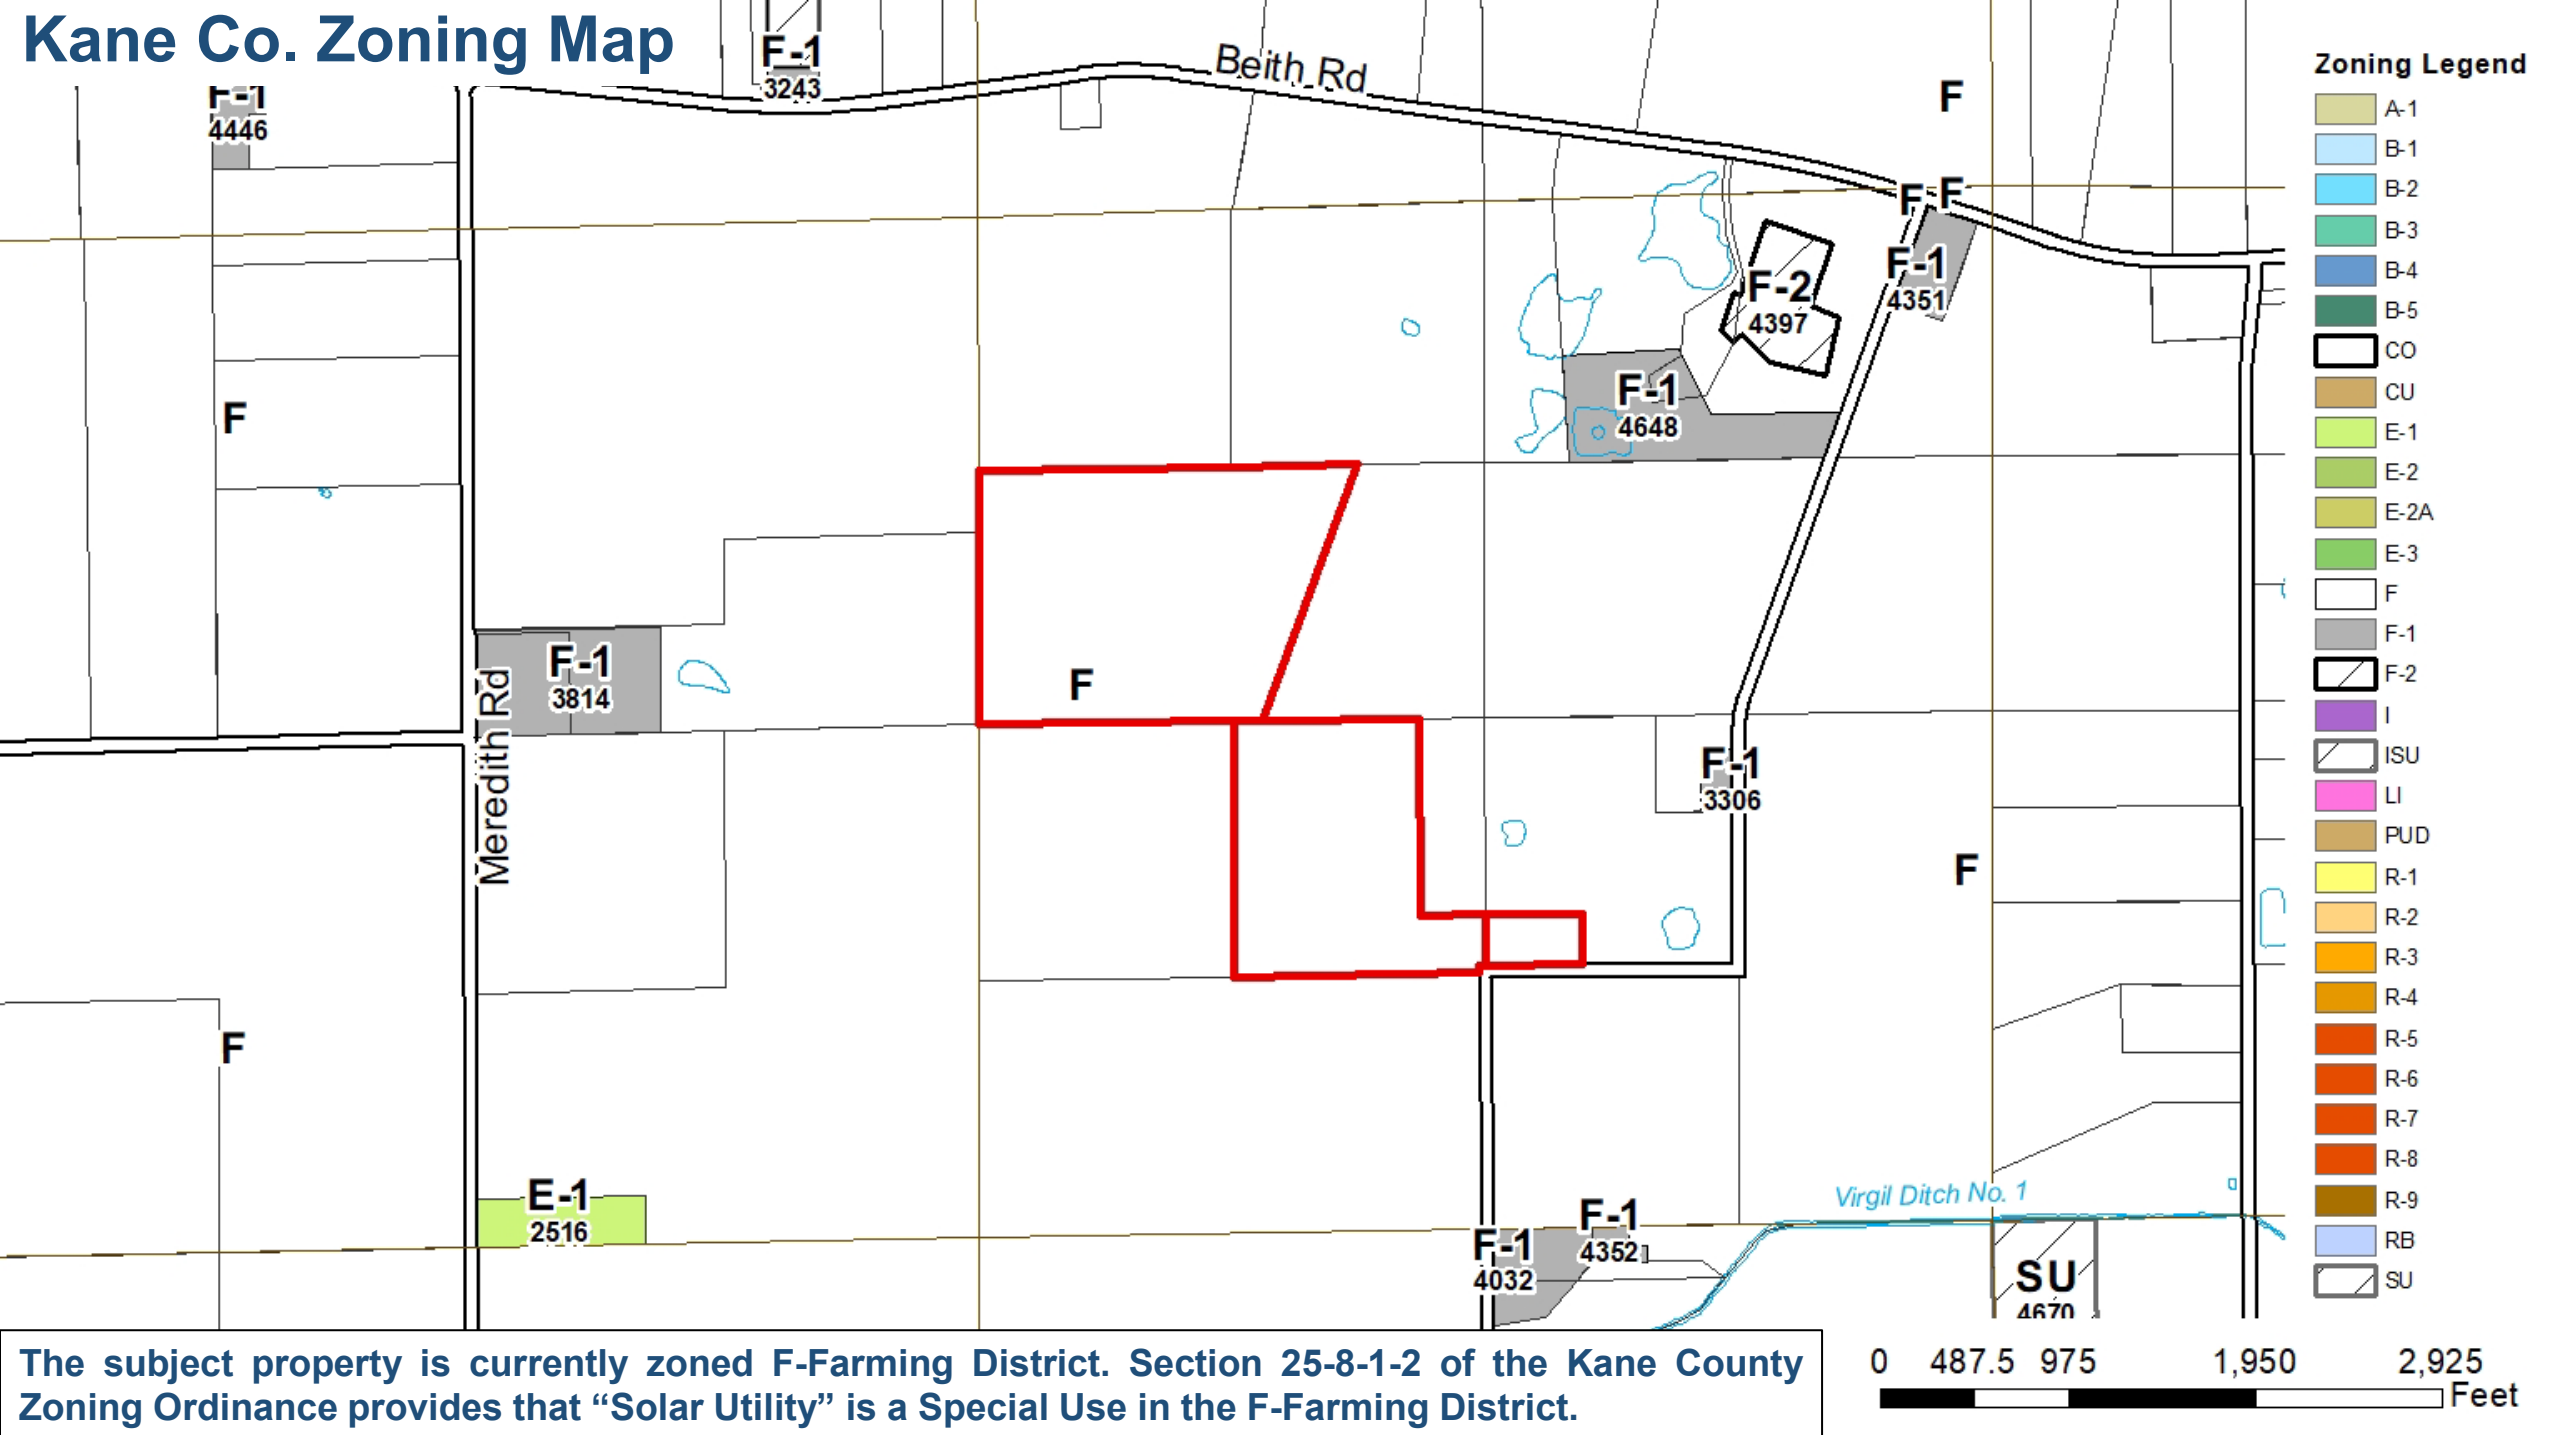 Kane Co. Zoning Map
F-1
3243
Beith Rd
F-1
4446
F
F F
F-1
4351
F-2
4397
F-1
4648
F
F-1
3814
F
Meredith Rd
F-1
3306
F
F
E-1
2516
Virgil Ditch No. 1
F-1
4352
F-1
4032
SU
4670
Zoning Legend
A-1
B-1
B-2
B-3
B-4
B-5
CO
CU
E-1
E-2
E-2A
E-3
F
F-1
F-2
I
ISU
LI
PUD
R-1
R-2
R-3
R-4
R-5
R-6
R-7
R-8
R-9
RB
SU
The subject property is currently zoned F-Farming District. Section 25-8-1-2 of the Kane County
Zoning Ordinance provides that “Solar Utility” is a Special Use in the F-Farming District.
0 487.5 975 1,950 2,925
Feet